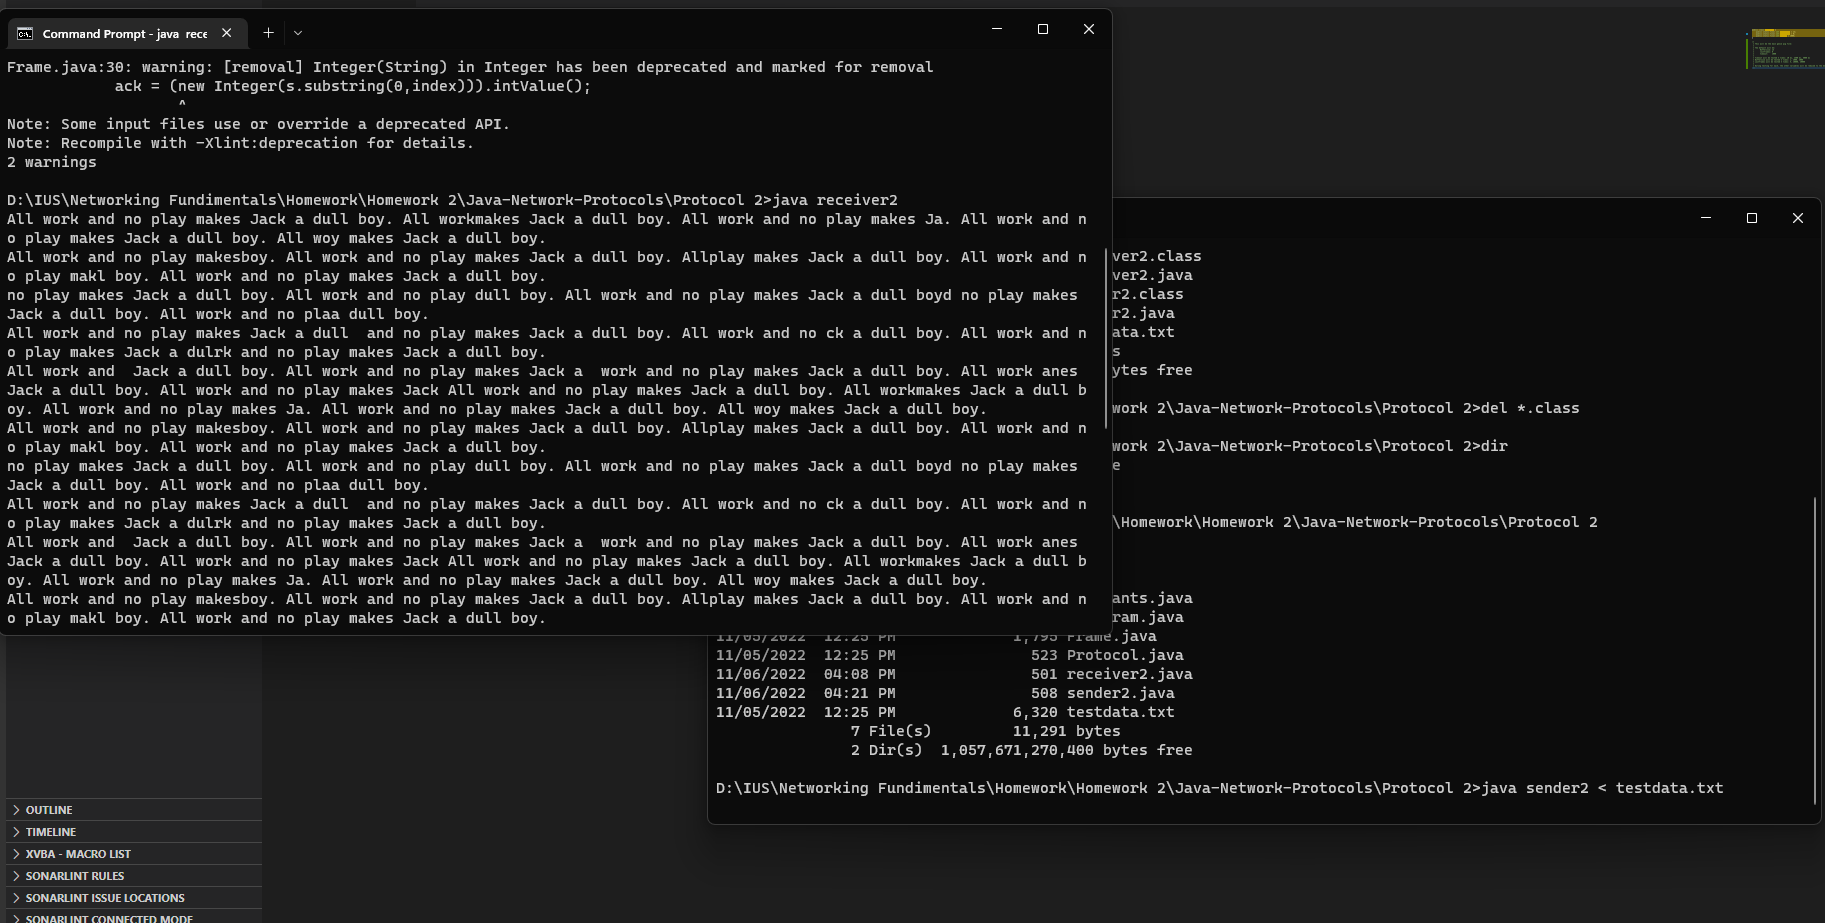 Command Prompt - java rece
Frame.java:30: warning: [removal] Integer(String) in Integer has been deprecated and marked for removal
ack = (new Integer(s.substring(0,index))).intValue();
^
Note: Some input files use or override a deprecated API.
Note: Recompile with -Xlint:deprecation for details.
2 warnings
D:\IUS\Networking Fundimentals\Homework\Homework 2\Java-Network-Protocols\Protocol 2>java receiver2
All work and no play makes Jack a dull boy. All workmakes Jack a dull boy. All work and no play makes Ja. All work and n
o play makes Jack a dull boy. All woy makes Jack a dull boy.
All work and no play makesboy. All work and no play makes Jack a dull boy. Allplay makes Jack a dull boy. All work and n
o play makl boy. All work and no play makes Jack a dull boy.
no play makes Jack a dull boy. All work and no play dull boy. All work and no play makes Jack a dull boyd no play makes
Jack a dull boy. All work and no plaa dull boy.
All work and no play makes Jack a dull  and no play makes Jack a dull boy. All work and no ck a dull boy. All work and n
o play makes Jack a dulrk and no play makes Jack a dull boy.
All work and  Jack a dull boy. All work and no play makes Jack a  work and no play makes Jack a dull boy. All work anes
Jack a dull boy. All work and no play makes Jack All work and no play makes Jack a dull boy. All workmakes Jack a dull b
oy. All work and no play makes Ja. All work and no play makes Jack a dull boy. All woy makes Jack a dull boy.
All work and no play makesboy. All work and no play makes Jack a dull boy. Allplay makes Jack a dull boy. All work and n
o play makl boy. All work and no play makes Jack a dull boy.
no play makes Jack a dull boy. All work and no play dull boy. All work and no play makes Jack a dull boyd no play makes
Jack a dull boy. All work and no plaa dull boy.
All work and no play makes Jack a dull  and no play makes Jack a dull boy. All work and no ck a dull boy. All work and n
o play makes Jack a dulrk and no play makes Jack a dull boy.
All work and  Jack a dull boy. All work and no play makes Jack a  work and no play makes Jack a dull boy. All work anes
Jack a dull boy. All work and no play makes Jack All work and no play makes Jack a dull boy. All workmakes Jack a dull b
oy. All work and no play makes Ja. All work and no play makes Jack a dull boy. All woy makes Jack a dull boy.
All work and no play makesboy. All work and no play makes Jack a dull boy. Allplay makes Jack a dull boy. All work and n
o play makl boy. All work and no play makes Jack a dull boy.
ver2.class
ver2.java
r2.class
r2.java
ata.txt
s
ytes free
work 2\Java-Network-Protocols\Protocol 2>del *.class
work 2\Java-Network-Protocols\Protocol 2>dir
e
\Homework\Homework 2\Java-Network-Protocols\Protocol 2
ants.java
ram.java
11/05/2022  12:25 PM             1,795 Frame.java
11/05/2022  12:25 PM               523 Protocol.java
11/06/2022  04:08 PM               501 receiver2.java
11/06/2022  04:21 PM               508 sender2.java
11/05/2022  12:25 PM             6,320 testdata.txt
7 File(s)         11,291 bytes
2 Dir(s)  1,057,671,270,400 bytes free
D:\IUS\Networking Fundimentals\Homework\Homework 2\Java-Network-Protocols\Protocol 2>java sender2 < testdata.txt
OUTLINE
TIMELINE
XVBA - MACRO LIST
SONARLINT RULES
SONARLINT ISSUE LOCATIONS
SONARLINT CONNECTED MODE